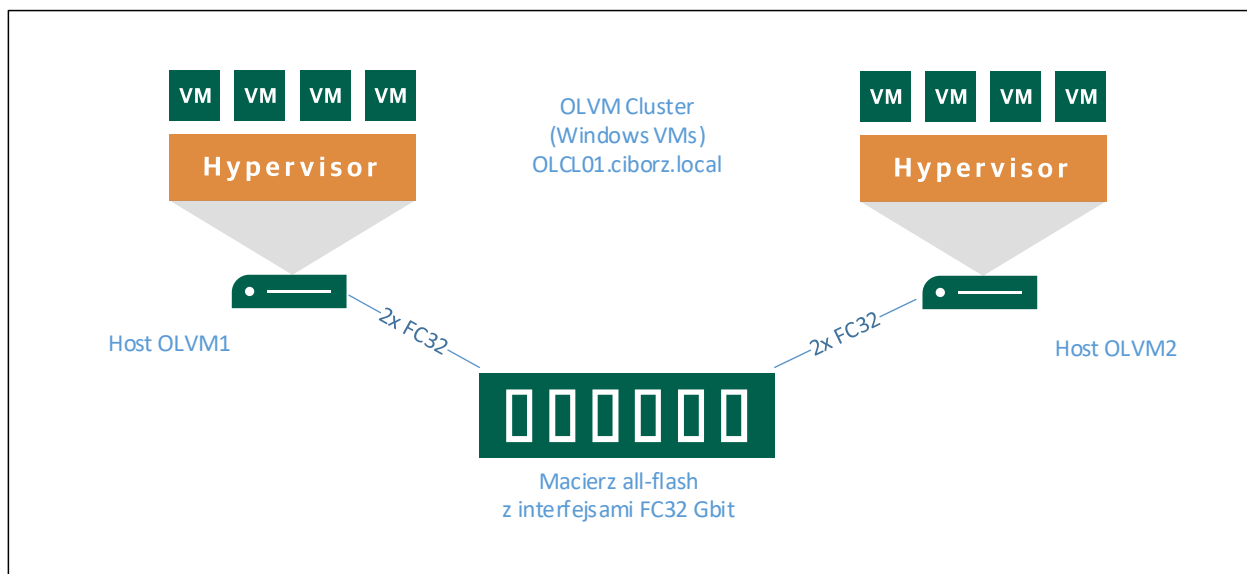 VM VM VM VM
VM VM VM VM
OLVM Cluster
(Windows VMs)
OLCL01.ciborz.local
Hypervisor
Hypervisor
2x FC32
2x FC32
Host OLVM1
Host OLVM2
Macierz all-flash
z interfejsami FC32 Gbit